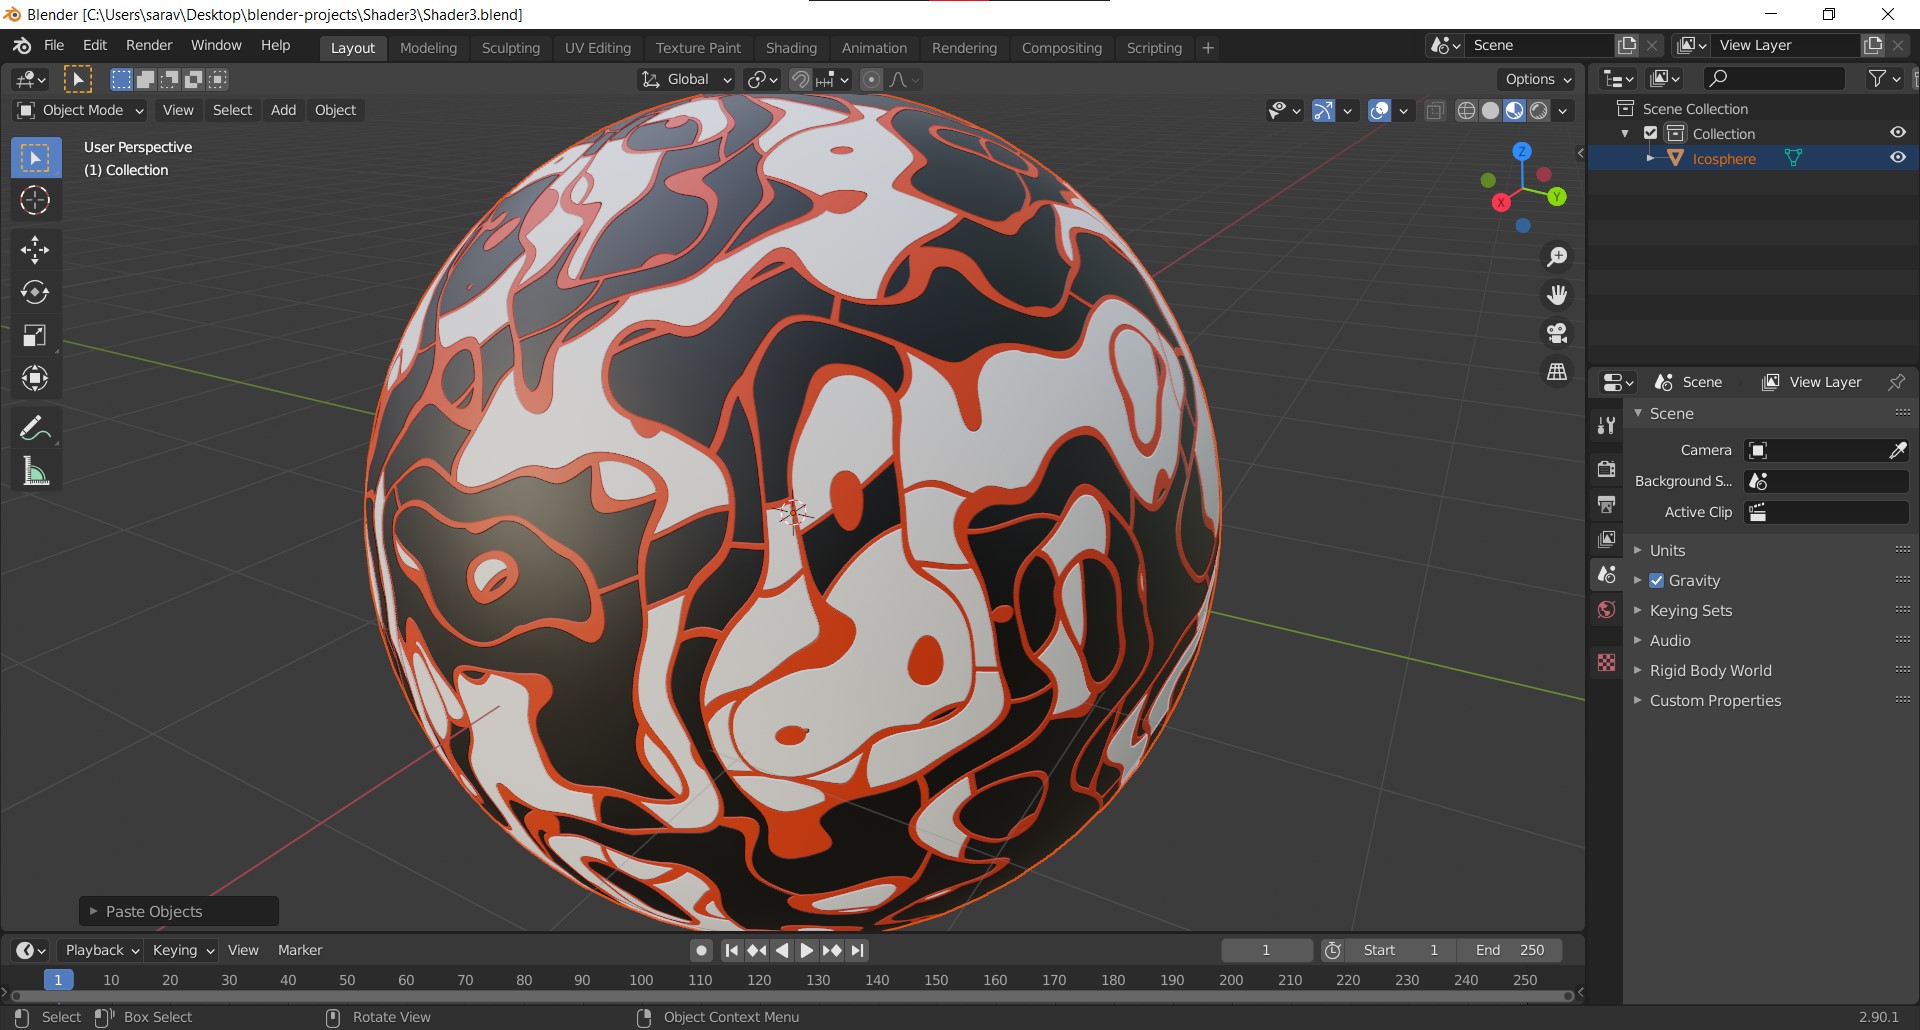 Blender [C:\Users\sarav\Desktop\blender-projects\Shader3\Shader3.blend]
File Edit Render Window Help Layout Modeling Sculpting UV Editing Texture Paint Shading Animation Rendering Compositing Scripting + Scene View Layer
Global Options
Object Mode View Select Add Object
User Perspective
(1) Collection
Z
Y
X
Scene Collection
Collection
Icosphere
Scene View Layer
Scene
Camera
Background S...
Active Clip
Units
Gravity
Keying Sets
Audio
Rigid Body World
Custom Properties
Paste Objects
Playback Keying View Marker 1 Start 1 End 250
1 10 20 30 40 50 60 70 80 90 100 110 120 130 140 150 160 170 180 190 200 210 220 230 240 250
Select Box Select Rotate View Object Context Menu 2.90.1